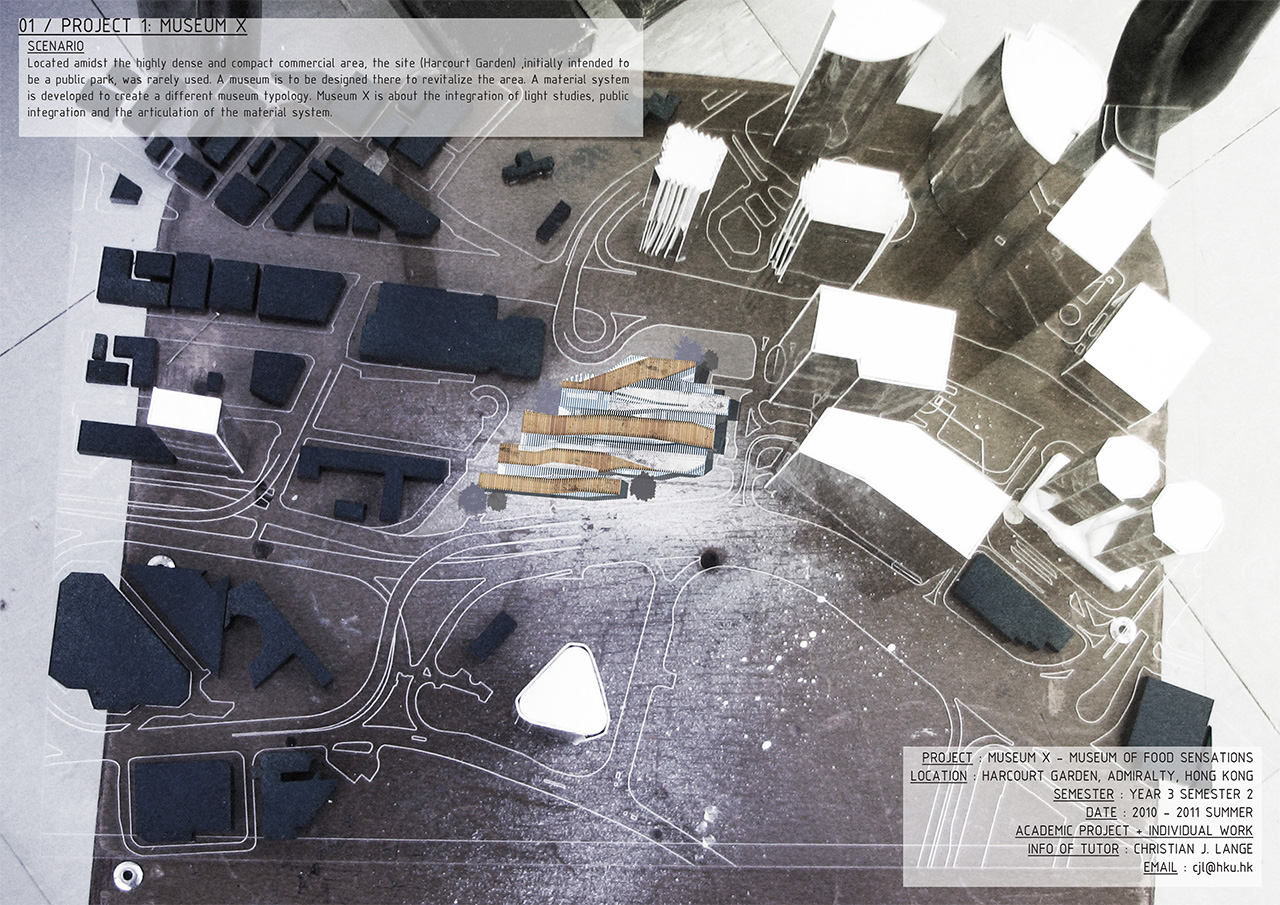 01 / PROJECT 1: MUSEUM X
SCENARIO
Located amidst the highly dense and compact commercial area, the site (Harcourt Garden) ,initially intended to
be a public park, was rarely used. A museum is to be designed there to revitalize the area. A material system
is developed to create a different museum typology. Museum X is about the integration of light studies, public
integration and the articulation of the material system.
PROJECT : MUSEUM X - MUSEUM OF FOOD SENSATIONS
LOCATION : HARCOURT GARDEN, ADMIRALTY, HONG KONG
SEMESTER : YEAR 3 SEMESTER 2
DATE : 2010 - 2011 SUMMER
ACADEMIC PROJECT + INDIVIDUAL WORK
INFO OF TUTOR : CHRISTIAN J. LANGE
EMAIL : cjl@hku.hk